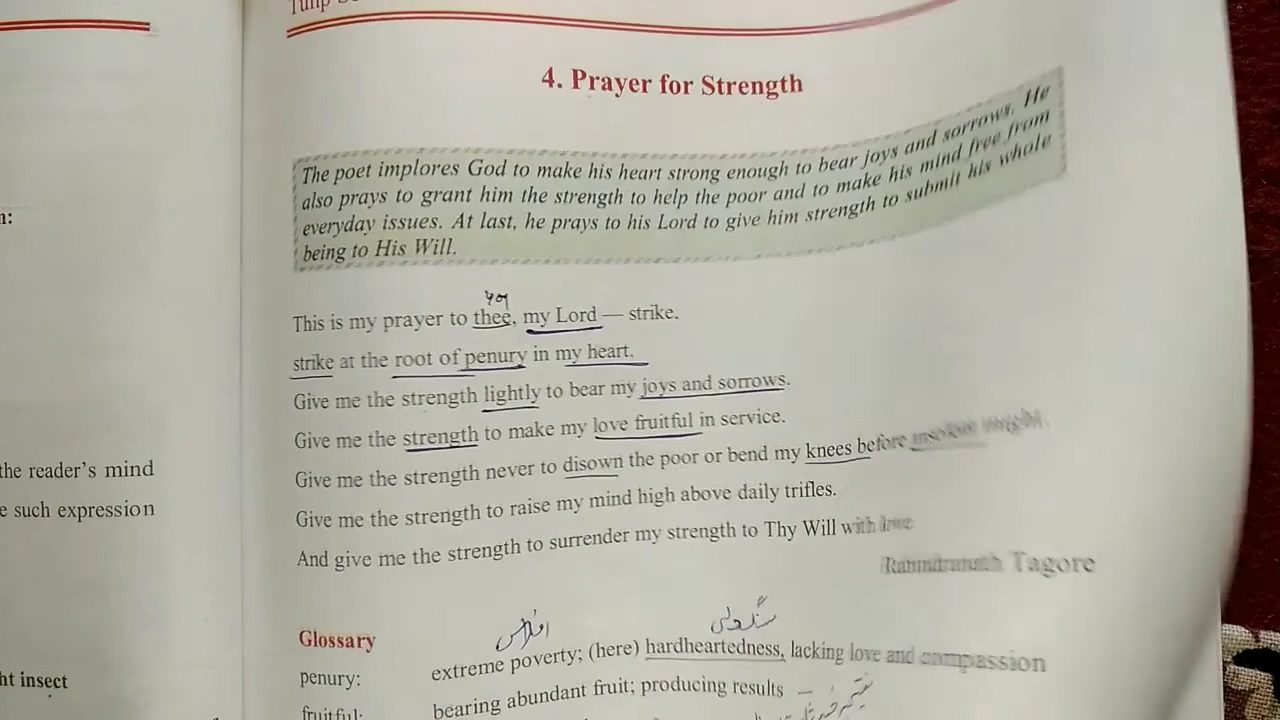 Tulip
4. Prayer for Strength
The poet implores God to make his heart strong enough to bear joys and sorrows. He
also prays to grant him the strength to help the poor and to make his mind free from
everyday issues. At last, he prays to his Lord to give him strength to submit his whole
being to His Will.
you
This is my prayer to thee, my Lord — strike.
strike at the root of penury in my heart.
Give me the strength lightly to bear my joys and sorrows.
Give me the strength to make my love fruitful in service.
Give me the strength never to disown the poor or bend my knees before
Give me the strength to raise my mind high above daily trifles.
And give me the strength to surrender my strength to Thy Will with love
Rabindranath Tagore
Glossary
افلاس
سنگدلی
penury:
extreme poverty; (here) hardheartedness, lacking love and compassion
fruitful:
bearing abundant fruit; producing results
n:
the reader's mind
e such expression
ht insect